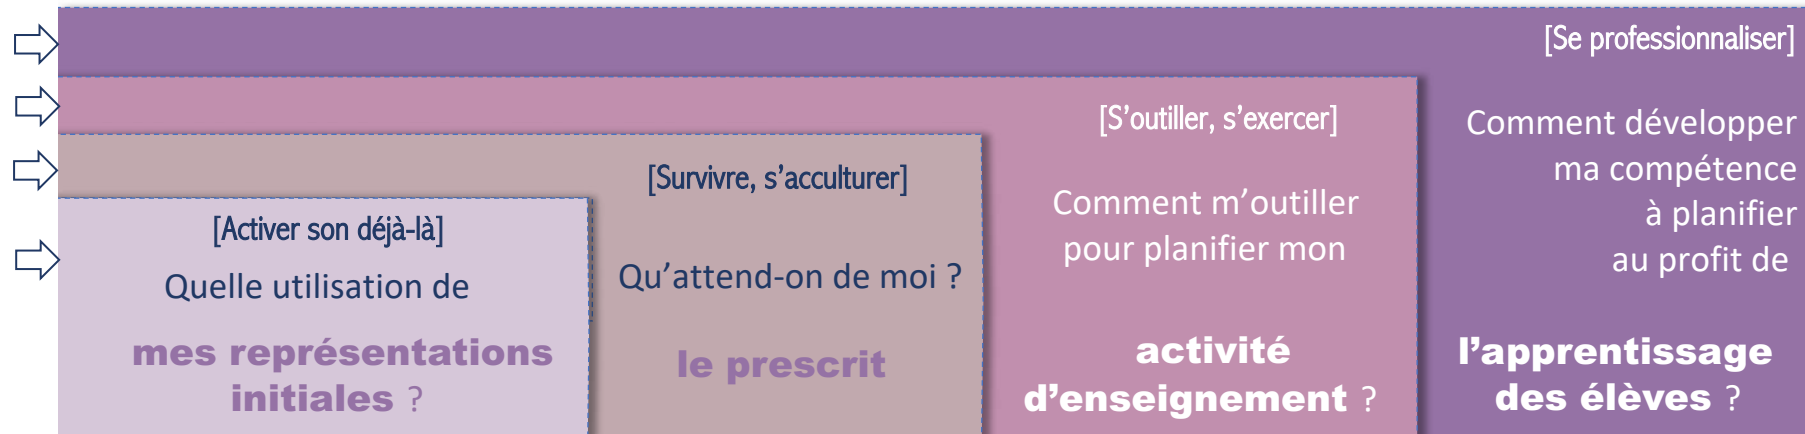 [Activer son déjà-là]
Quelle utilisation de
mes représentations
initiales ?
[Survivre, s’acculturer]
Qu’attend-on de moi ?
le prescrit
[S’outiller, s’exercer]
Comment m’outiller
pour planifier mon
activité
d’enseignement ?
[Se professionnaliser]
Comment développer
ma compétence
à planifier
au profit de
l’apprentissage
des élèves ?